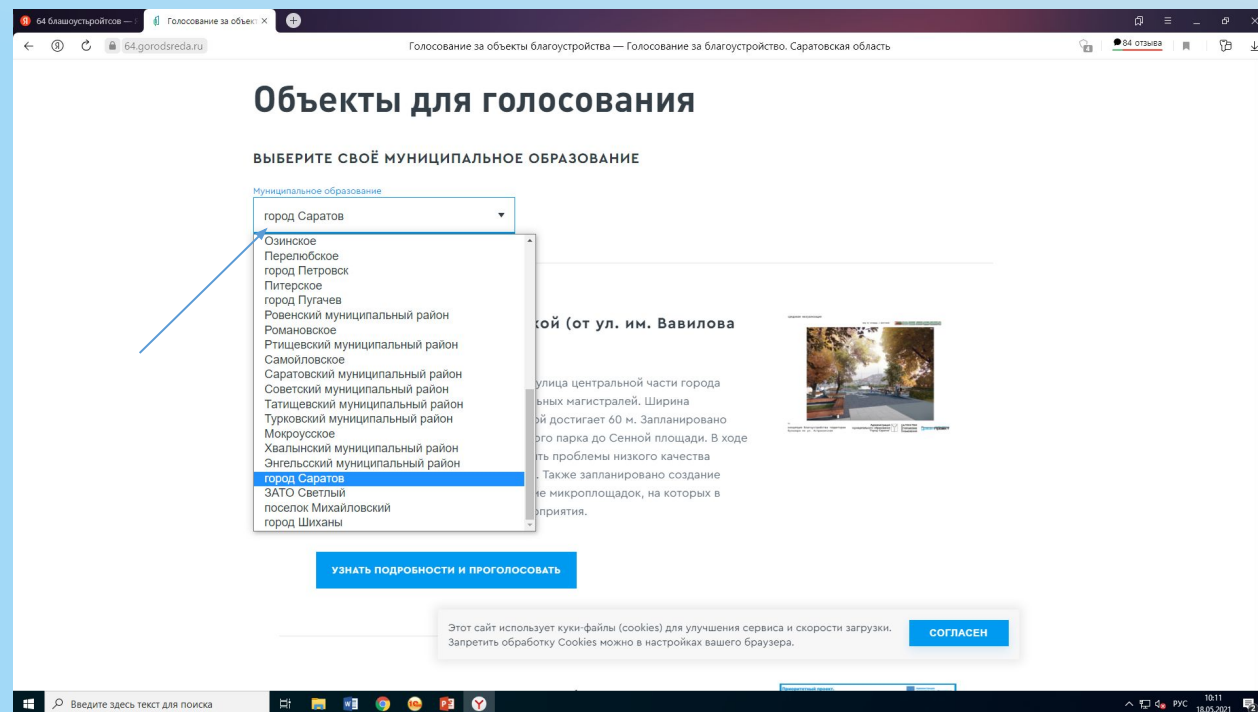 64 блашоустьройтсов — Я
Голосование за объект
64.gorodsreda.ru
Голосование за объекты благоустройства — Голосование за благоустройство. Саратовская область
4
84 отзыва
Объекты для голосования
ВЫБЕРИТЕ СВОЁ МУНИЦИПАЛЬНОЕ ОБРАЗОВАНИЕ
Муниципальное образование
город Саратов
Озинское
Перелюбское
город Петровск
Питерское
город Пугачев
Ровенский муниципальный район
Романовское
Ртищевский муниципальный район
Самойловское
Саратовский муниципальный район
Советский муниципальный район
Татищевский муниципальный район
Турковский муниципальный район
Мокроусское
Хвалынский муниципальный район
Энгельсский муниципальный район
город Саратов
ЗАТО Светлый
поселок Михайловский
город Шиханы
кой (от ул. им. Вавилова
улица центральной части города
ьных магистралей. Ширина
ой достигает 60 м. Запланировано
ого парка до Сенной площади. В ходе
ть проблемы низкого качества
. Также запланировано создание
ие микроплощадок, на которых в
оприятия.
УЗНАТЬ ПОДРОБНОСТИ И ПРОГОЛОСОВАТЬ
Этот сайт использует куки-файлы (cookies) для улучшения сервиса и скорости загрузки.
Запретить обработку Cookies можно в настройках вашего браузера.
СОГЛАСЕН
Введите здесь текст для поиска
РУС
10:11
18.05.2021